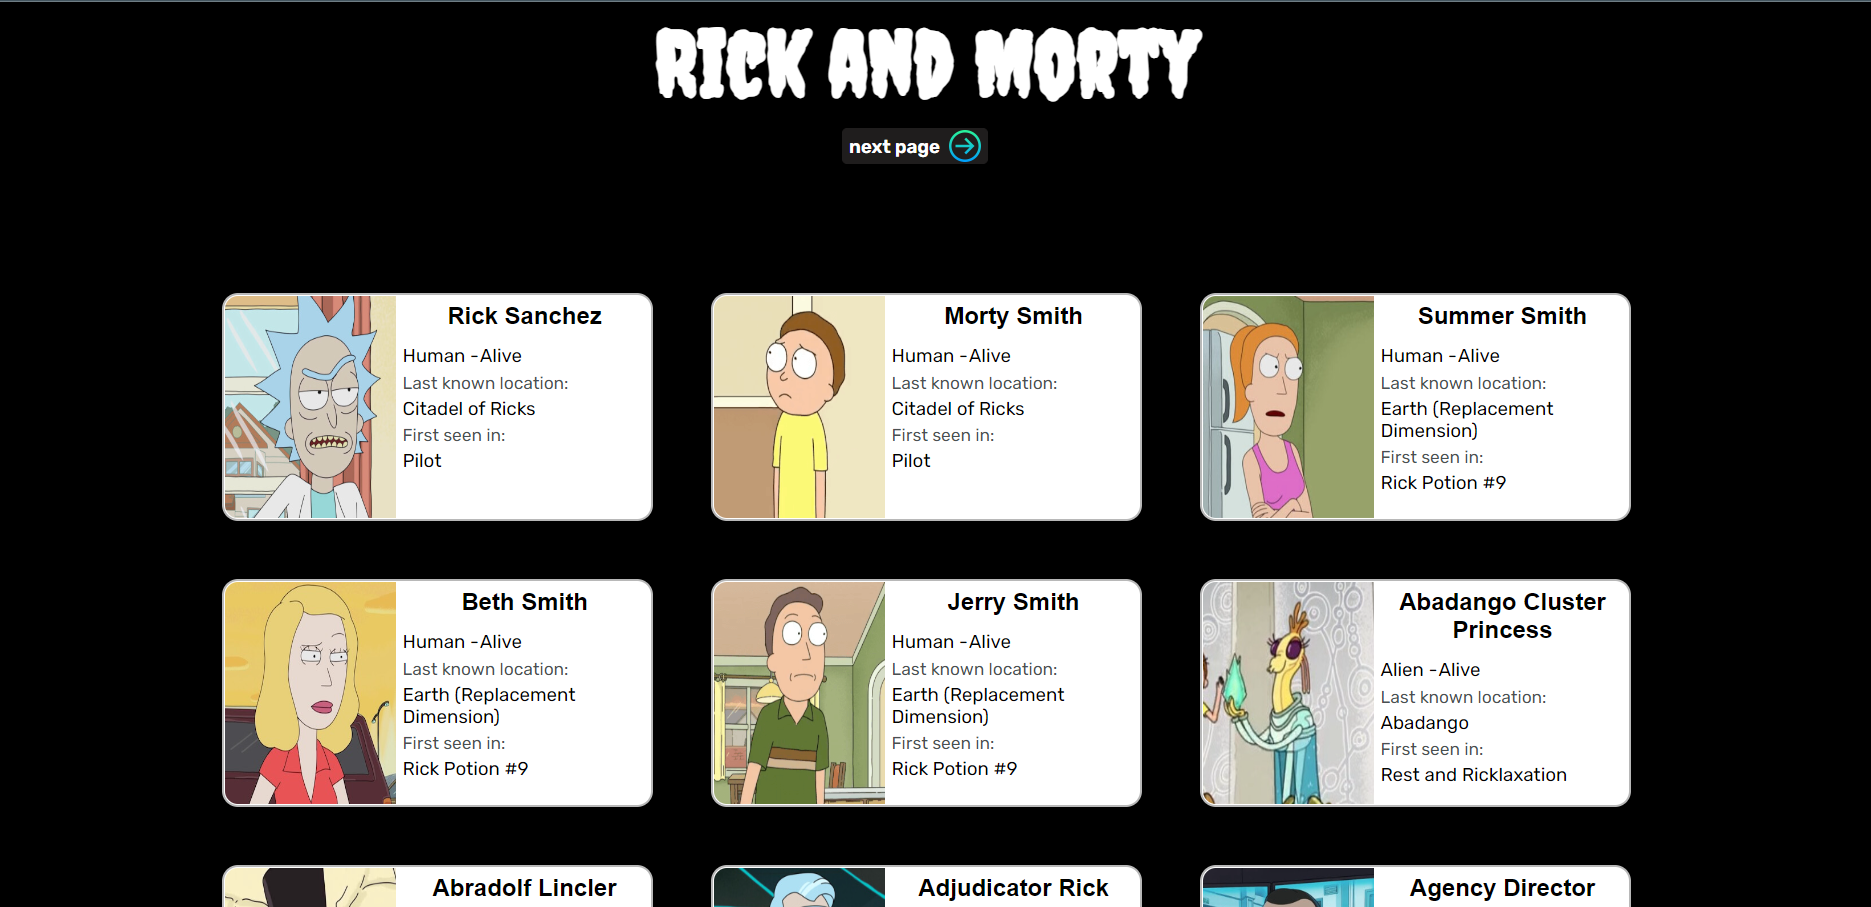 RICK AND MORTY
next page
Rick Sanchez
Human -Alive
Last known location:
Citadel of Ricks
First seen in:
Pilot
Morty Smith
Human -Alive
Last known location:
Citadel of Ricks
First seen in:
Pilot
Summer Smith
Human -Alive
Last known location:
Earth (Replacement
Dimension)
First seen in:
Rick Potion #9
Beth Smith
Human -Alive
Last known location:
Earth (Replacement
Dimension)
First seen in:
Rick Potion #9
Jerry Smith
Human -Alive
Last known location:
Earth (Replacement
Dimension)
First seen in:
Rick Potion #9
Abadango Cluster
Princess
Alien -Alive
Last known location:
Abadango
First seen in:
Rest and Ricklaxation
Abradolf Lincler
Adjudicator Rick
Agency Director